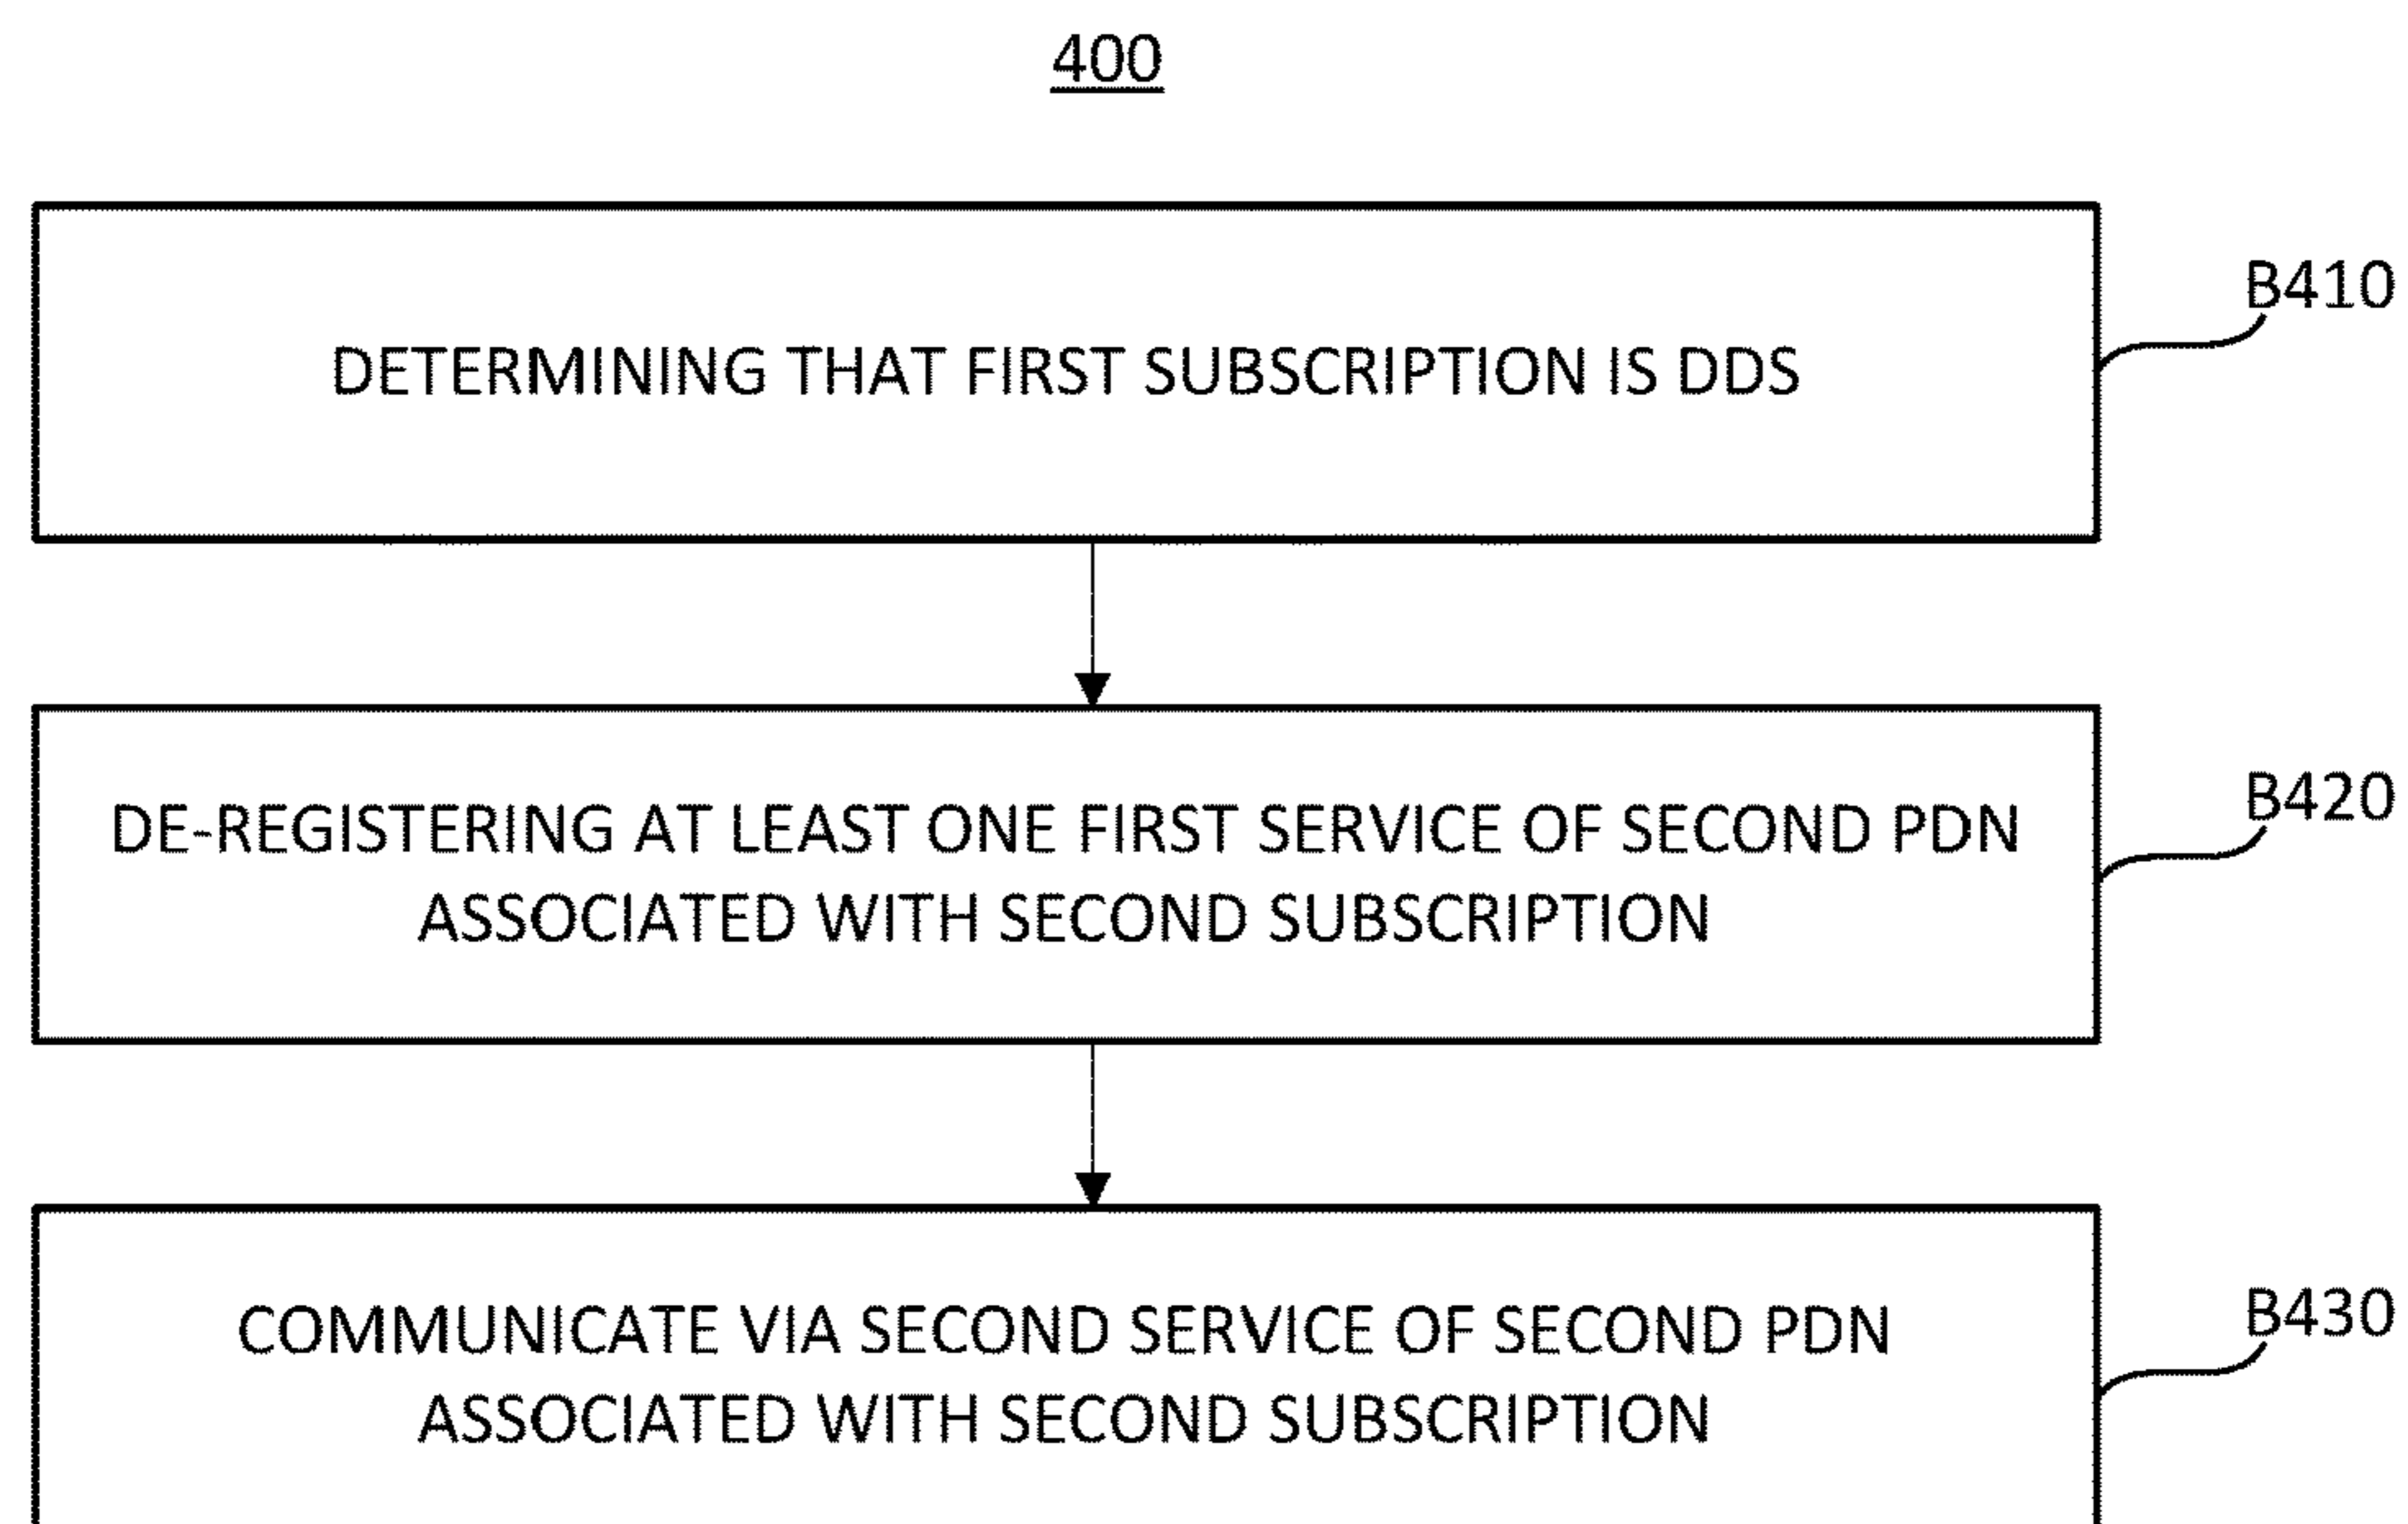 400
DETERMINING THAT FIRST SUBSCRIPTION IS DDS
B410
DE-REGISTERING AT LEAST ONE FIRST SERVICE OF SECOND PDN
ASSOCIATED WITH SECOND SUBSCRIPTION
B420
COMMUNICATE VIA SECOND SERVICE OF SECOND PDN
ASSOCIATED WITH SECOND SUBSCRIPTION
B430